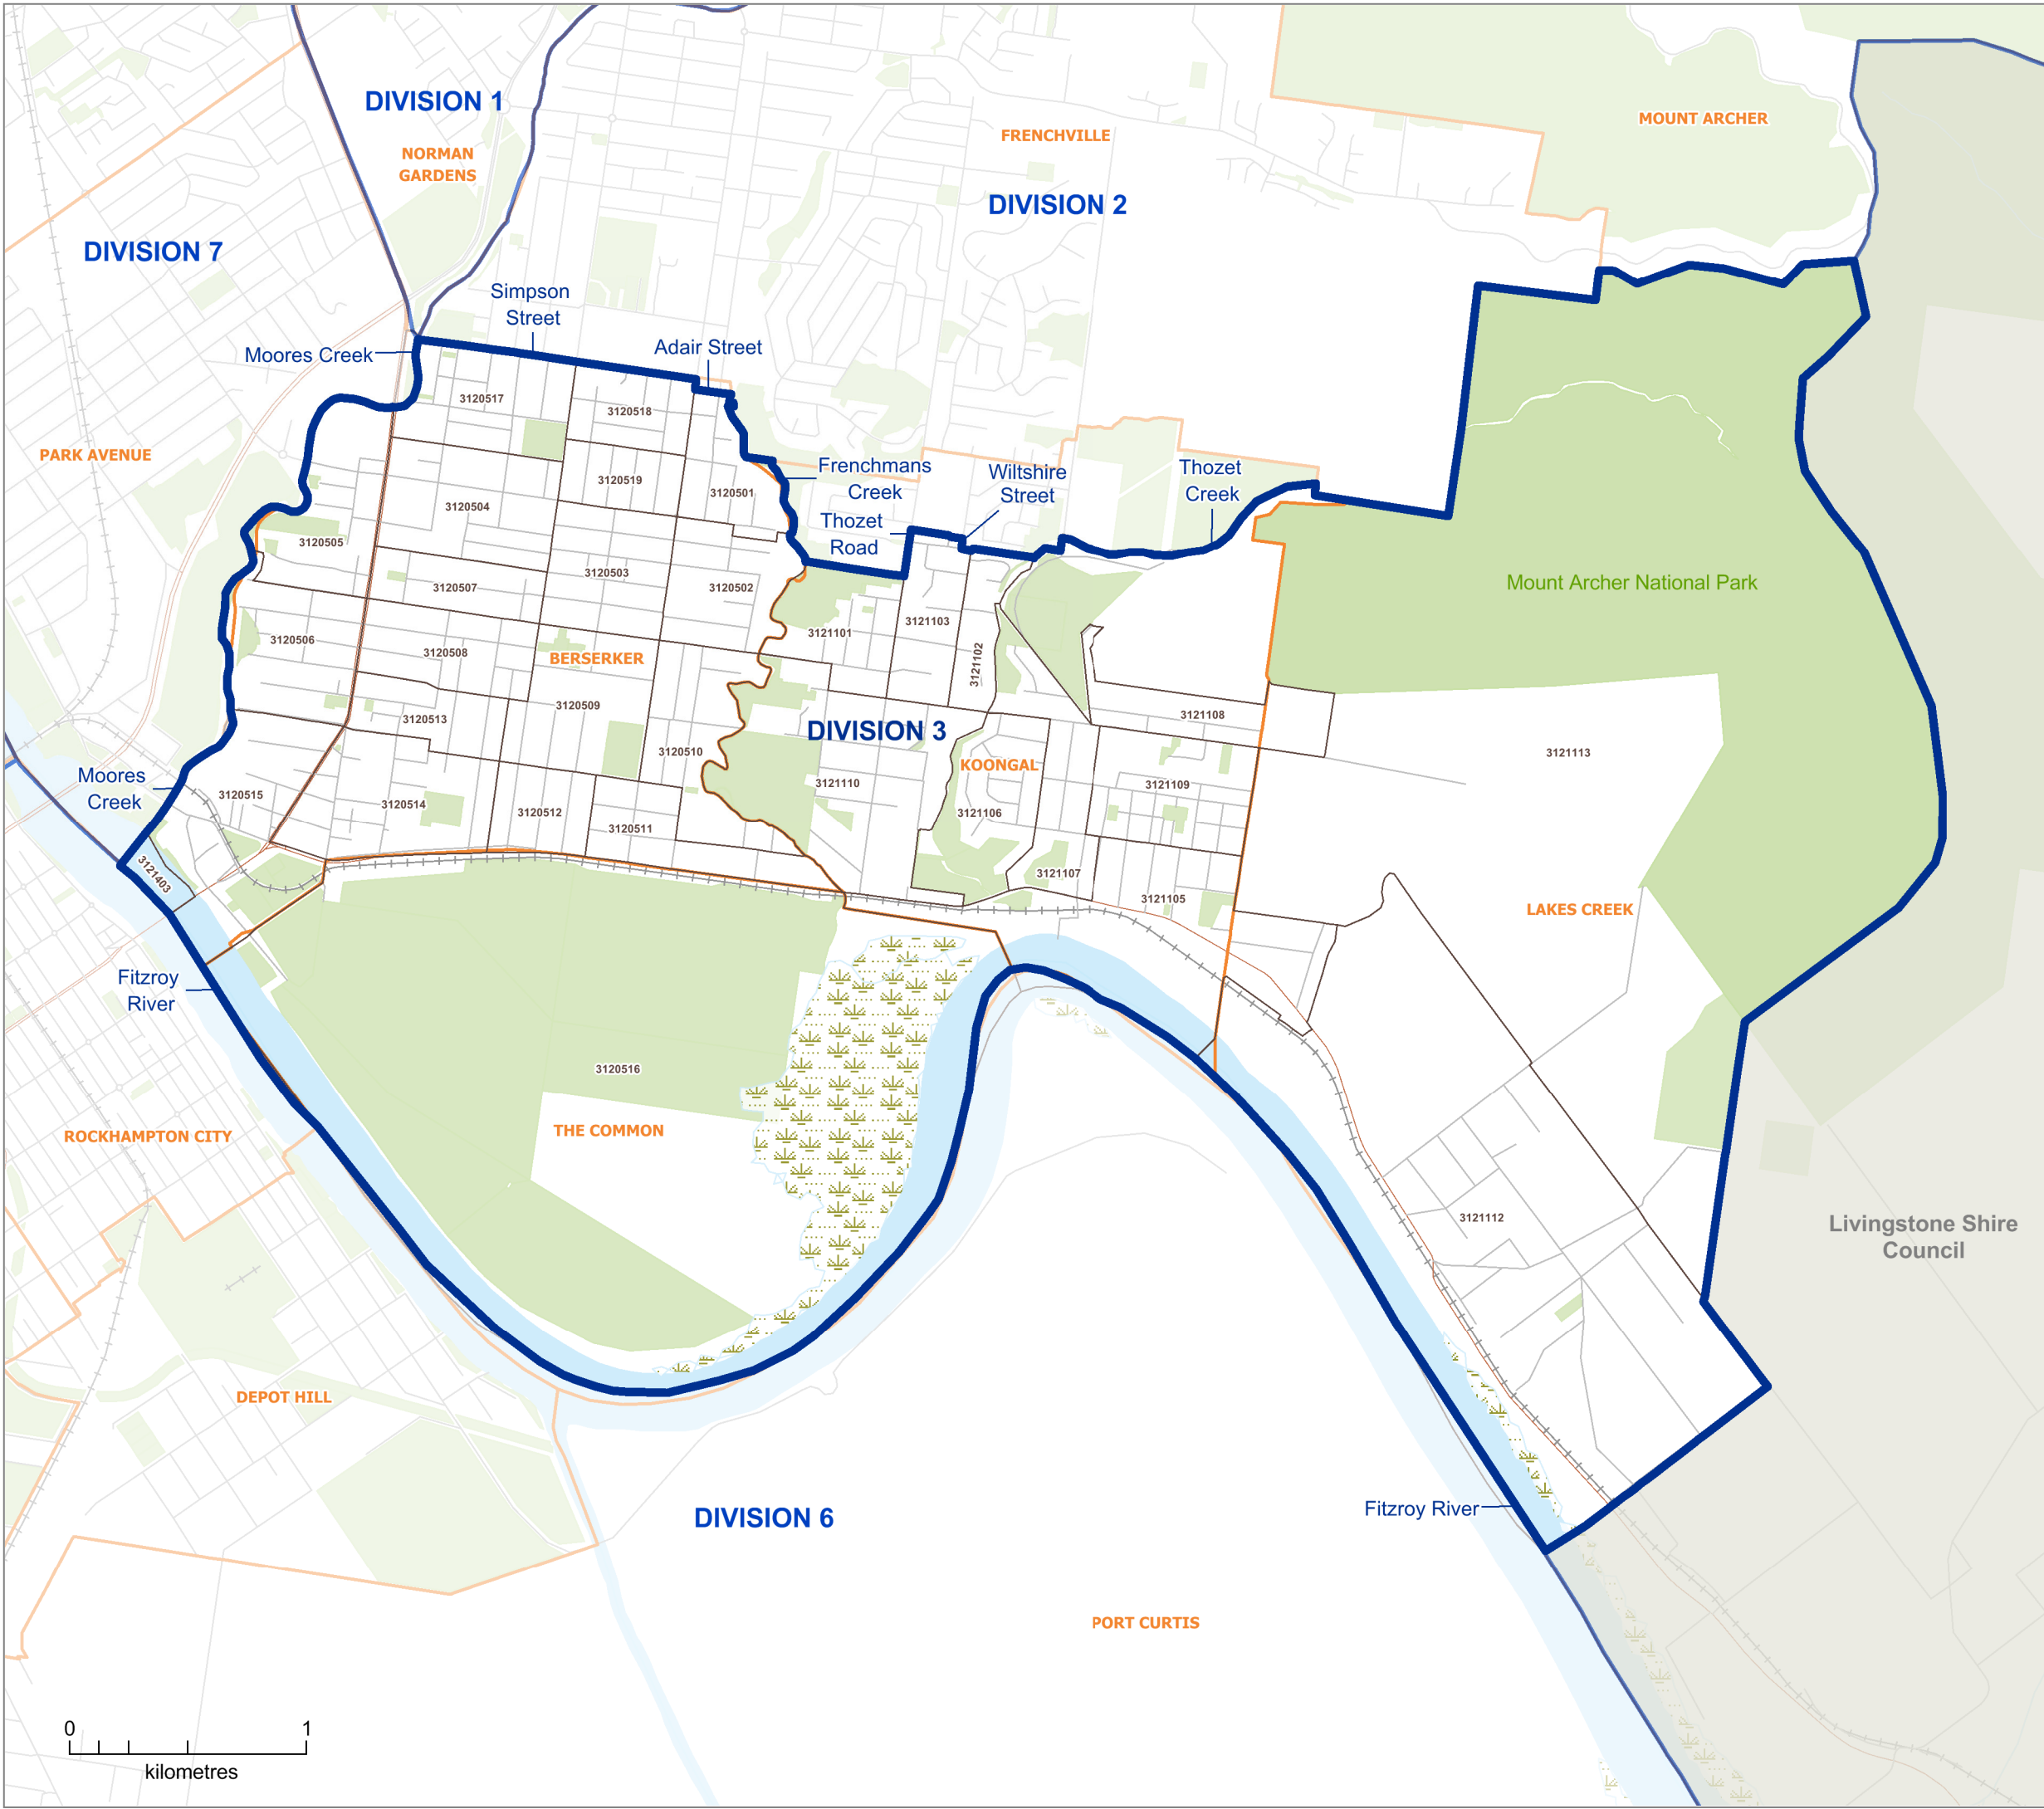 DIVISION 1
MOUNT ARCHER
FRENCHVILLE
NORMAN
GARDENS
DIVISION 2
DIVISION 7
Simpson
Street
Moores Creek
Adair Street
3120517
3120518
PARK AVENUE
Frenchmans
Creek
Wiltshire
Street
Thozet
Creek
3120519
3120501
3120504
Thozet
Road
3120505
3120503
3120507
3120502
Mount Archer National Park
3121101
3121103
3120506
3120508
BERSERKER
3121102
3120509
3120513
DIVISION 3
3121108
3120510
3121113
KOONGAL
Moores
Creek
3121110
3121109
3120515
3120514
3120512
3121106
3120511
3121403
3121107
3121105
LAKES CREEK
Fitzroy
River
3120516
ROCKHAMPTON CITY
THE COMMON
3121112
Livingstone Shire
Council
DEPOT HILL
Fitzroy River
DIVISION 6
PORT CURTIS
0 1
kilometres